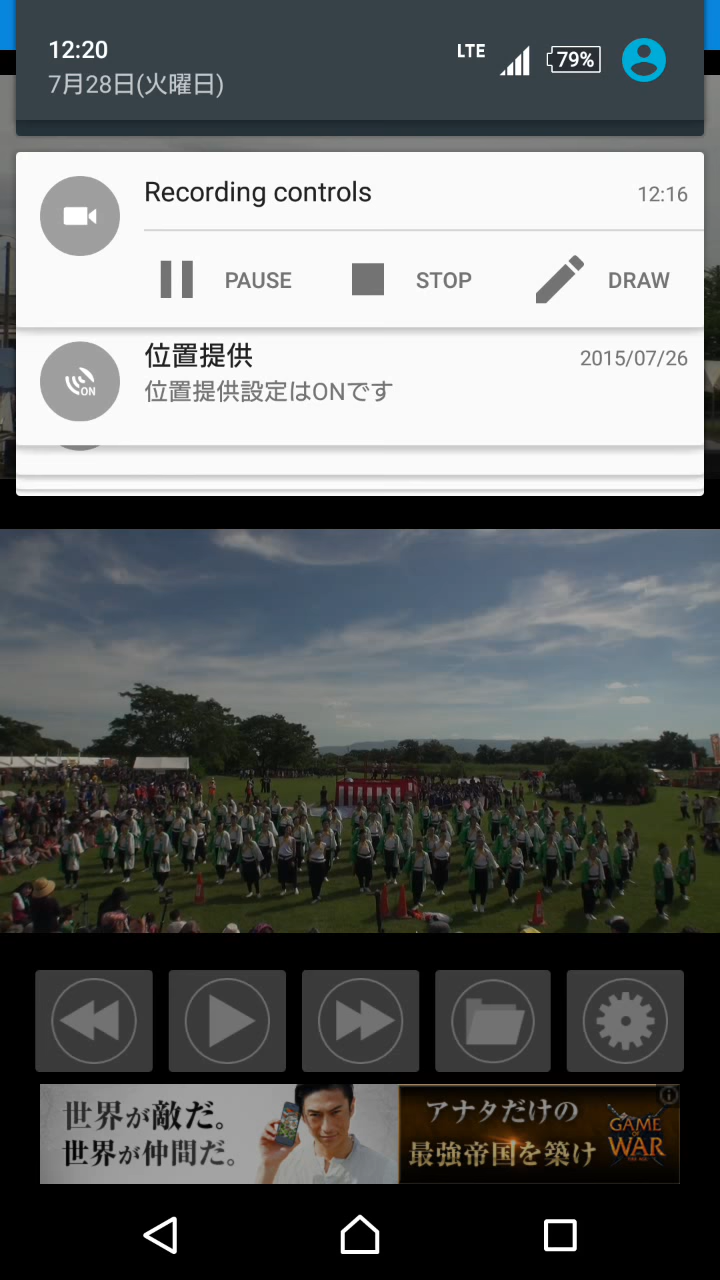 12:20
LTE
79%
7月28日(火曜日)
Recording controls
12:16
PAUSE
STOP
DRAW
位置提供
2015/07/26
ON
位置提供設定はONです
世界が敵だ。
世界が仲間だ。
アナタだけの
最強帝国を築け
GAME
OF
WAR